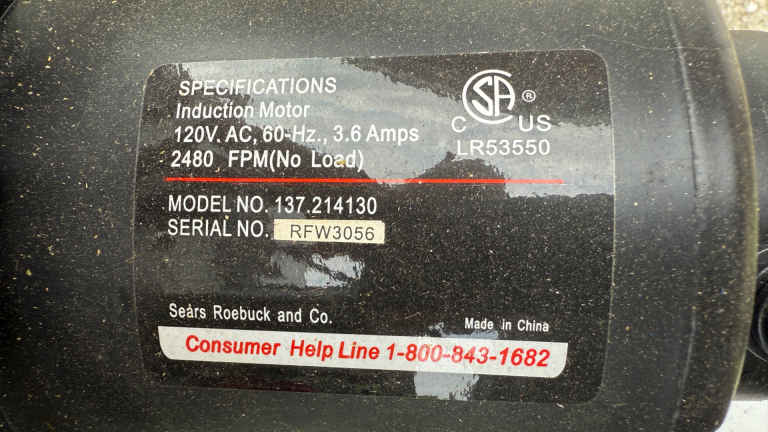 SPECIFICATIONS
Induction Motor
120V. AC, 60-Hz., 3.6 Amps
2480 FPM(No Load)
SA ®
C US
LR53550
MODEL NO. 137.214130
SERIAL NO. RFW3056
Sears Roebuck and Co.
Made in China
Consumer Help Line 1-800-843-1682